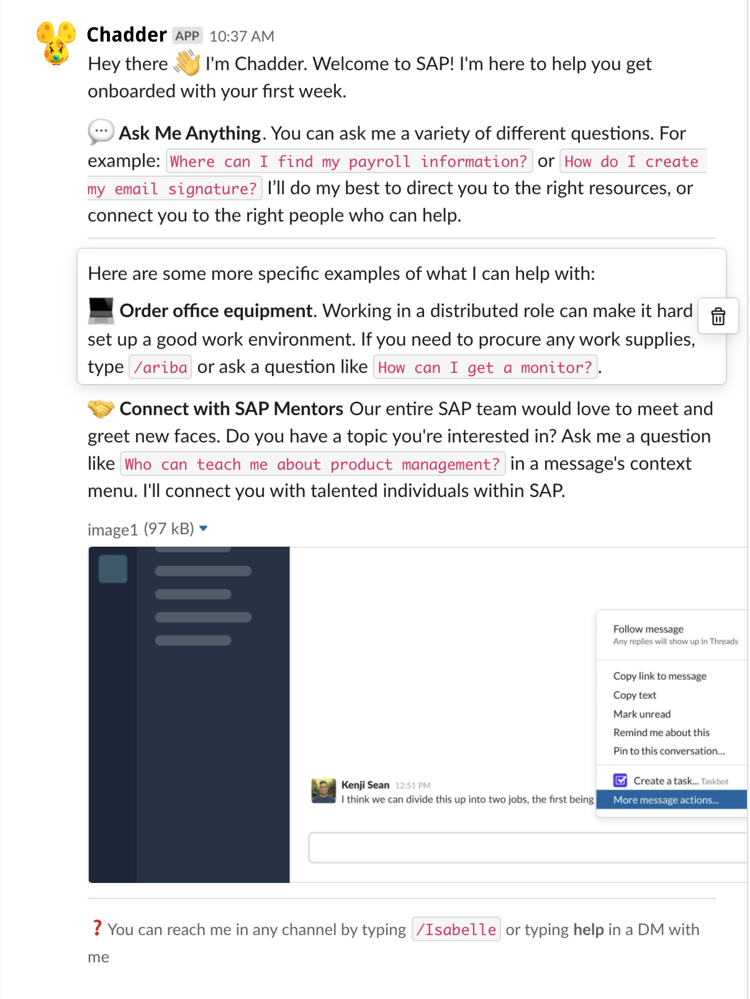 Chadder APP 10:37 AM
Hey there 👋 I'm Chadder. Welcome to SAP! I'm here to help you get
onboarded with your first week.
💬 Ask Me Anything. You can ask me a variety of different questions. For
example: Where can I find my payroll information? or How do I create
my email signature? I’ll do my best to direct you to the right resources, or
connect you to the right people who can help.
Here are some more specific examples of what I can help with:
💻 Order office equipment. Working in a distributed role can make it hard
set up a good work environment. If you need to procure any work supplies,
type /ariba or ask a question like How can I get a monitor?.
🤝 Connect with SAP Mentors Our entire SAP team would love to meet and
greet new faces. Do you have a topic you're interested in? Ask me a question
like Who can teach me about product management? in a message's context
menu. I'll connect you with talented individuals within SAP.
image1 (97 kB)
Follow message
Any replies will show up in Threads
Copy link to message
Copy text
Mark unread
Remind me about this
Pin to this conversation...
Create a task... Taskbot
More message actions...
Kenji Sean 12:51 PM
I think we can divide this up into two jobs, the first being
❓ You can reach me in any channel by typing /Isabelle or typing help in a DM with
me